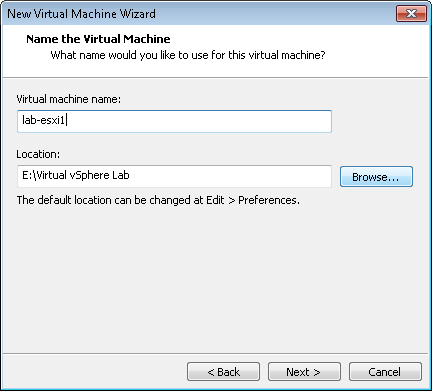 New Virtual Machine Wizard
Name the Virtual Machine
What name would you like to use for this virtual machine?
Virtual machine name:
lab-esxi1
Location:
E:\Virtual vSphere Lab
Browse...
The default location can be changed at Edit > Preferences.
< Back
Next >
Cancel